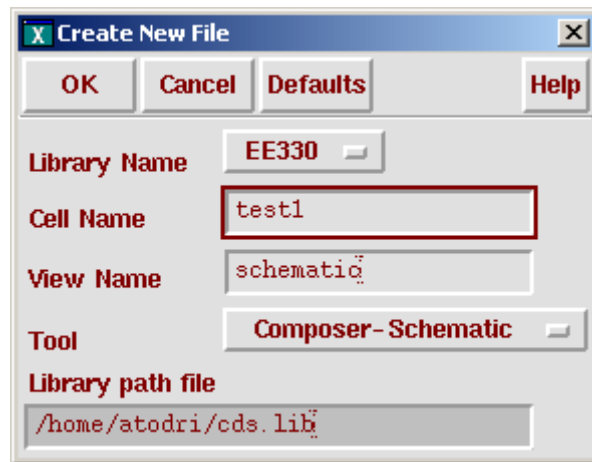 X Create New File
OK Cancel Defaults Help
Library Name EE330
Cell Name test1
View Name schematic
Tool Composer-Schematic
Library path file
/home/atodri/cds.lib